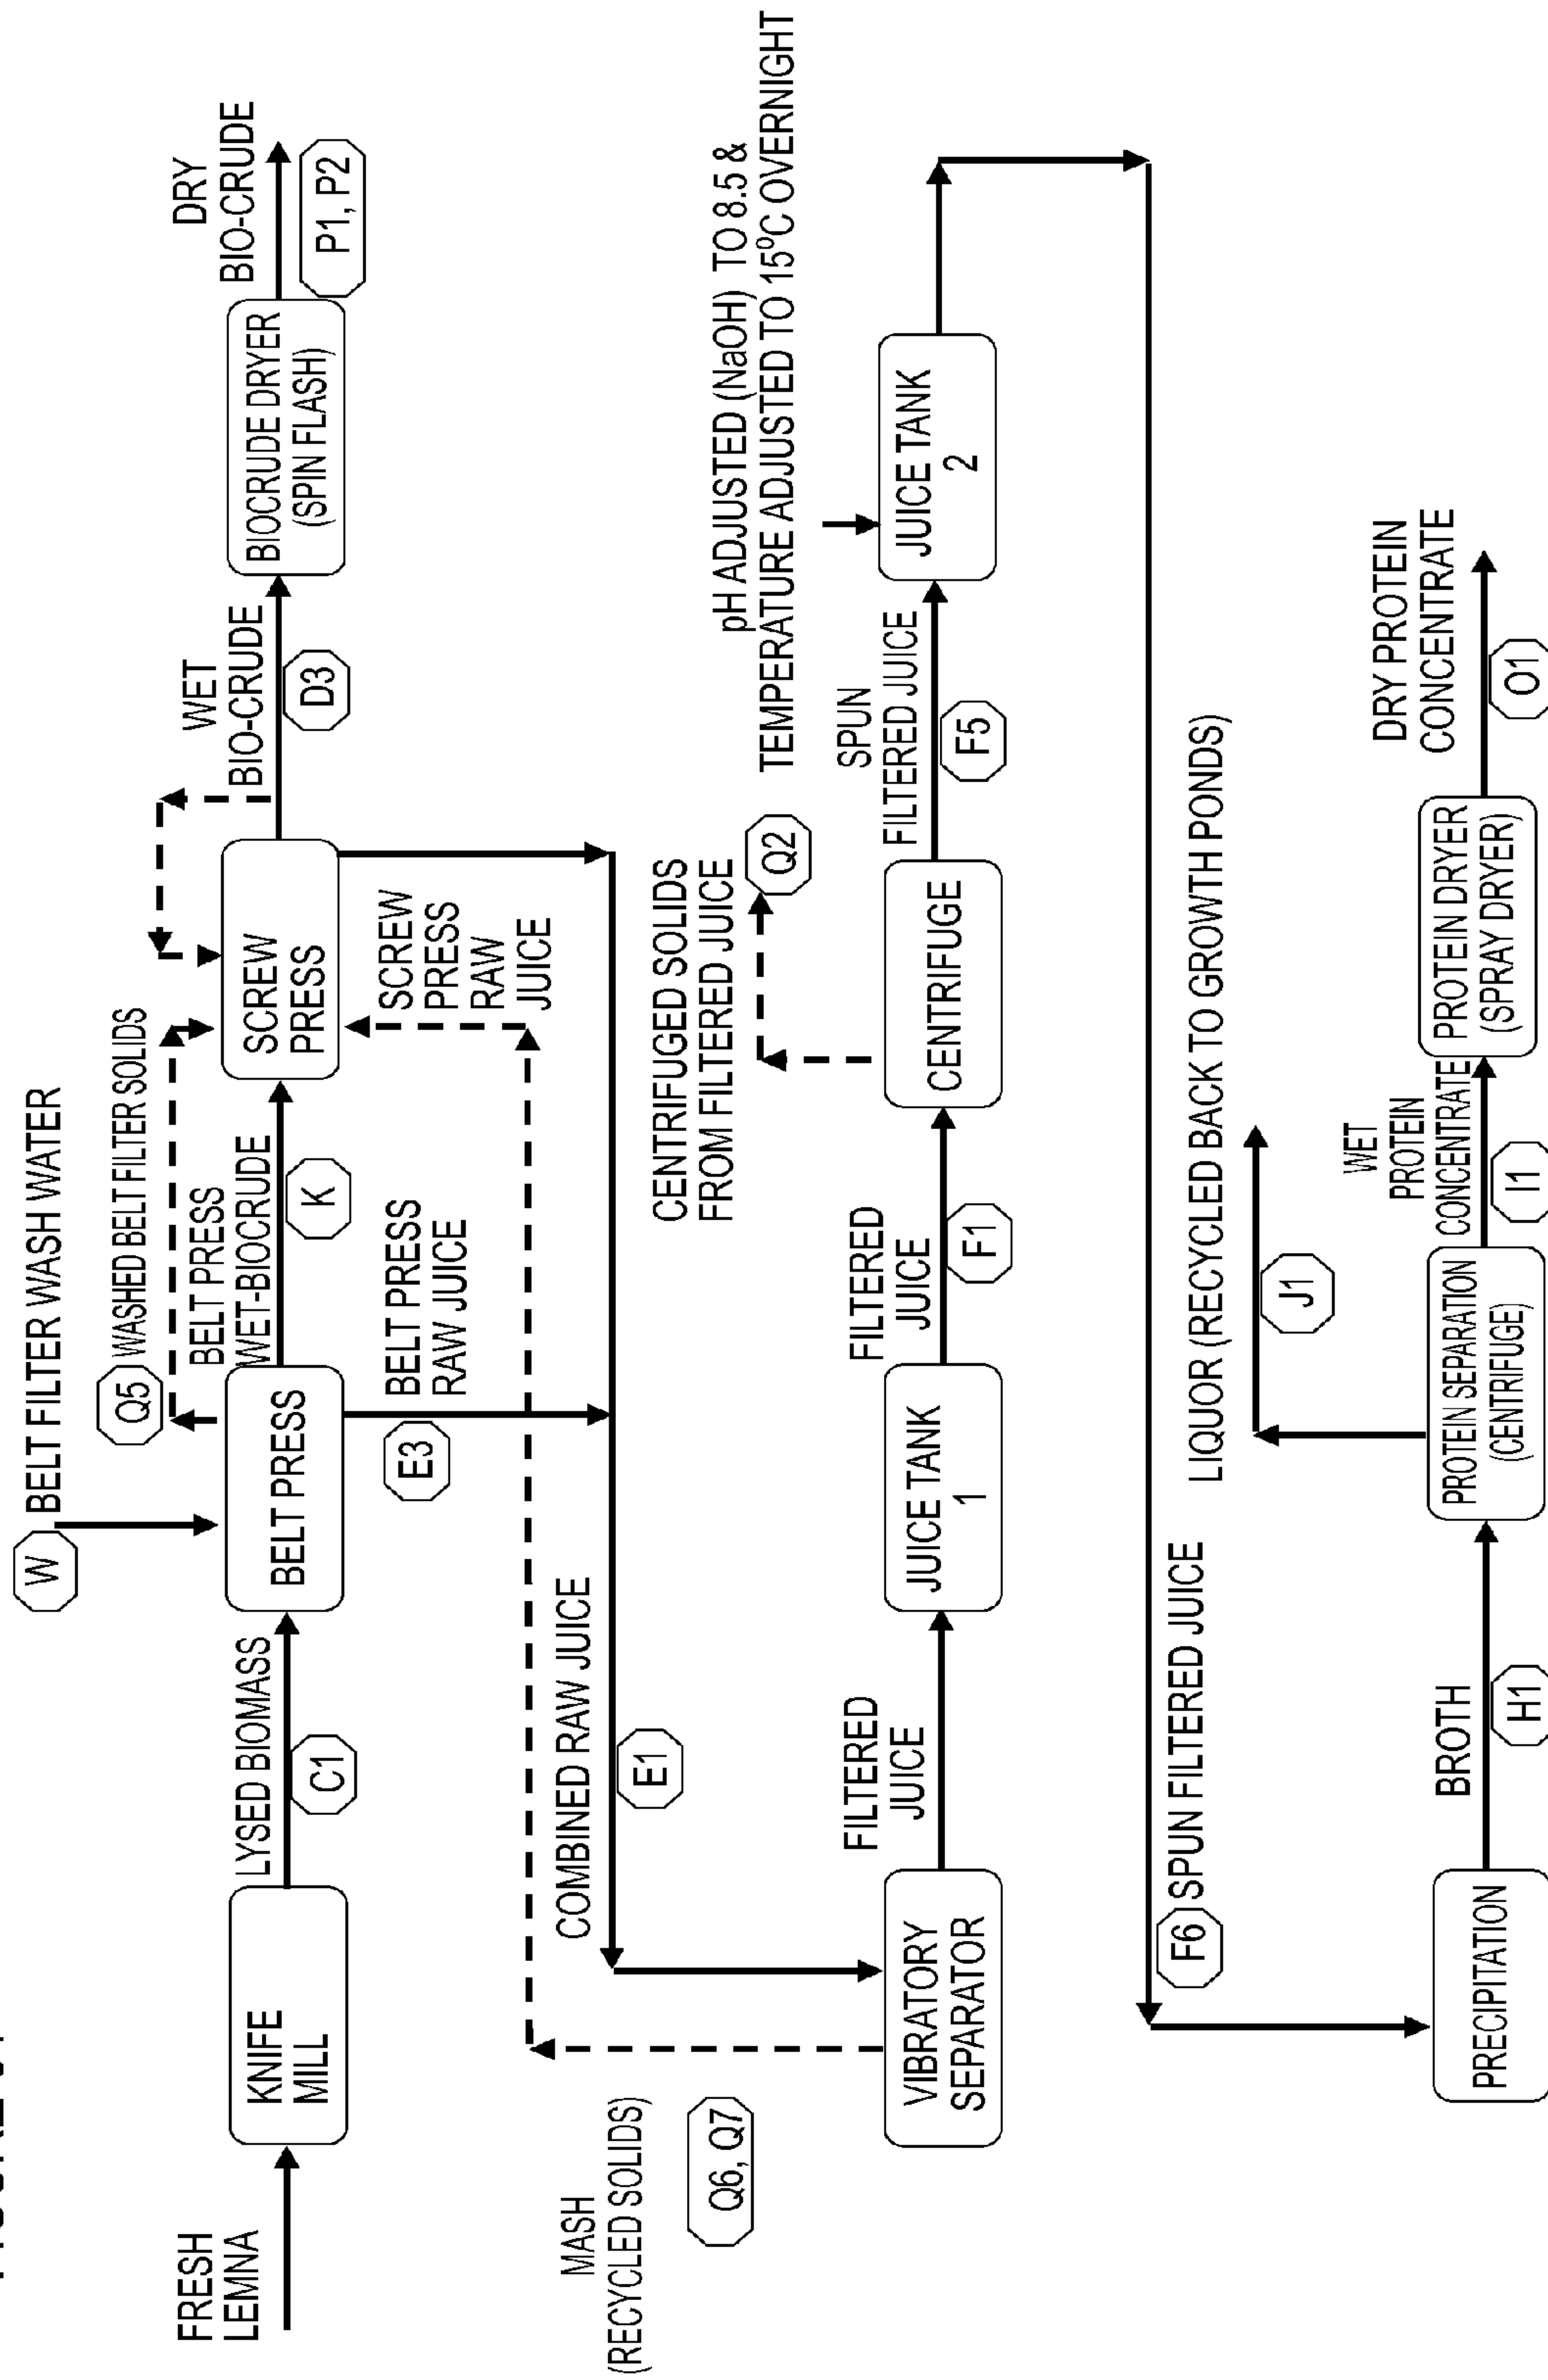 FRESH
LEMNA
KNIFE
MILL
LYSED BIOMASS
C1
W
BELT FILTER WASH WATER
BELT PRESS
Q5
WASHED BELT FILTER SOLIDS
BELT PRESS
WET-BIOCRUDE
K
E3
BELT PRESS
RAW JUICE
SCREW
PRESS
SCREW
PRESS
RAW
JUICE
WET
BIO-CRUDE
D3
BIOCRUDE DRYER
(SPIN FLASH)
DRY
BIO-CRUDE
P1, P2
MASH
(RECYCLED SOLIDS)
Q6, Q7
COMBINED RAW JUICE
E1
VIBRATORY
SEPARATOR
FILTERED
JUICE
JUICE TANK
1
FILTERED
JUICE
F1
CENTRIFUGED SOLIDS
FROM FILTERED JUICE
Q2
CENTRIFUGE
SPUN
FILTERED JUICE
F5
pH ADJUSTED (NaOH) TO 8.5 &
TEMPERATURE ADJUSTED TO 15ºC OVERNIGHT
JUICE TANK
2
F6
SPUN FILTERED JUICE
PRECIPITATION
BROTH
H1
LIQUOR (RECYCLED BACK TO GROWTH PONDS)
J1
PROTEIN SEPARATION
(CENTRIFUGE)
WET
PROTEIN
CONCENTRATE
I1
PROTEIN DRYER
(SPRAY DRYER)
DRY PROTEIN
CONCENTRATE
O1